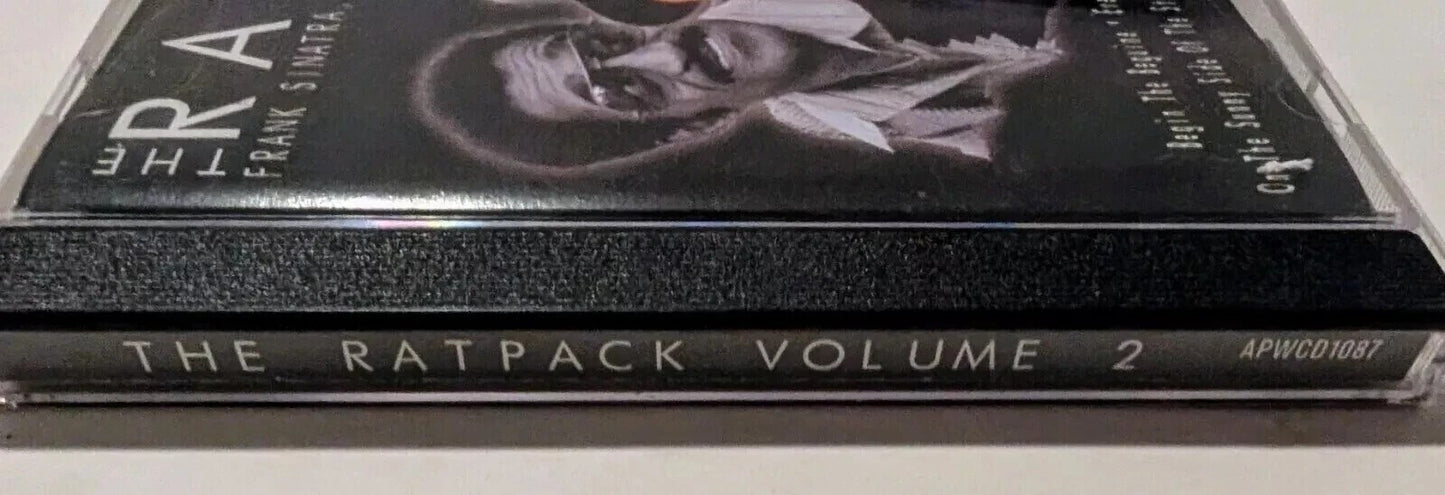 THE
RA
FRANK SINATRA,
Begin The Beguine •
On The Sunny Side Of The
THE RATPACK VOLUME 2 APWCD1087